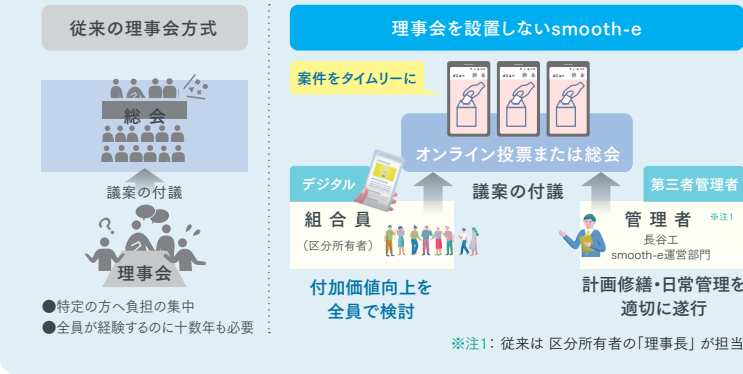 従来の理事会方式
総会
議案の付議
理事会
●特定の方へ負担の集中
●全員が経験するのに十数年も必要
理事会を設置しないsmooth-e
案件をタイムリーに
オンライン投票または総会
デジタル
議案の付議
第三者管理者
組合員
（区分所有者）
管理者 ※注1
長谷工
smooth-e運営部門
付加価値向上を
全員で検討
計画修繕・日常管理を
適切に遂行
※注1：従来は 区分所有者の「理事長」が担当